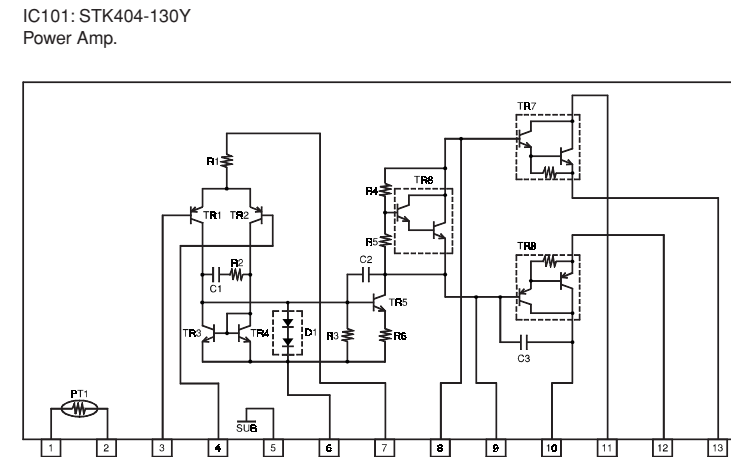 IC101: STK404-130Y
Power Amp.
TR7
R1
R4
TR6
TR1
TR2
R5
TR9
R2
C2
C1
TR5
TR3
TR4
D1
R3
R6
C3
PT1
SUB
1
2
3
4
5
6
7
8
9
10
11
12
13